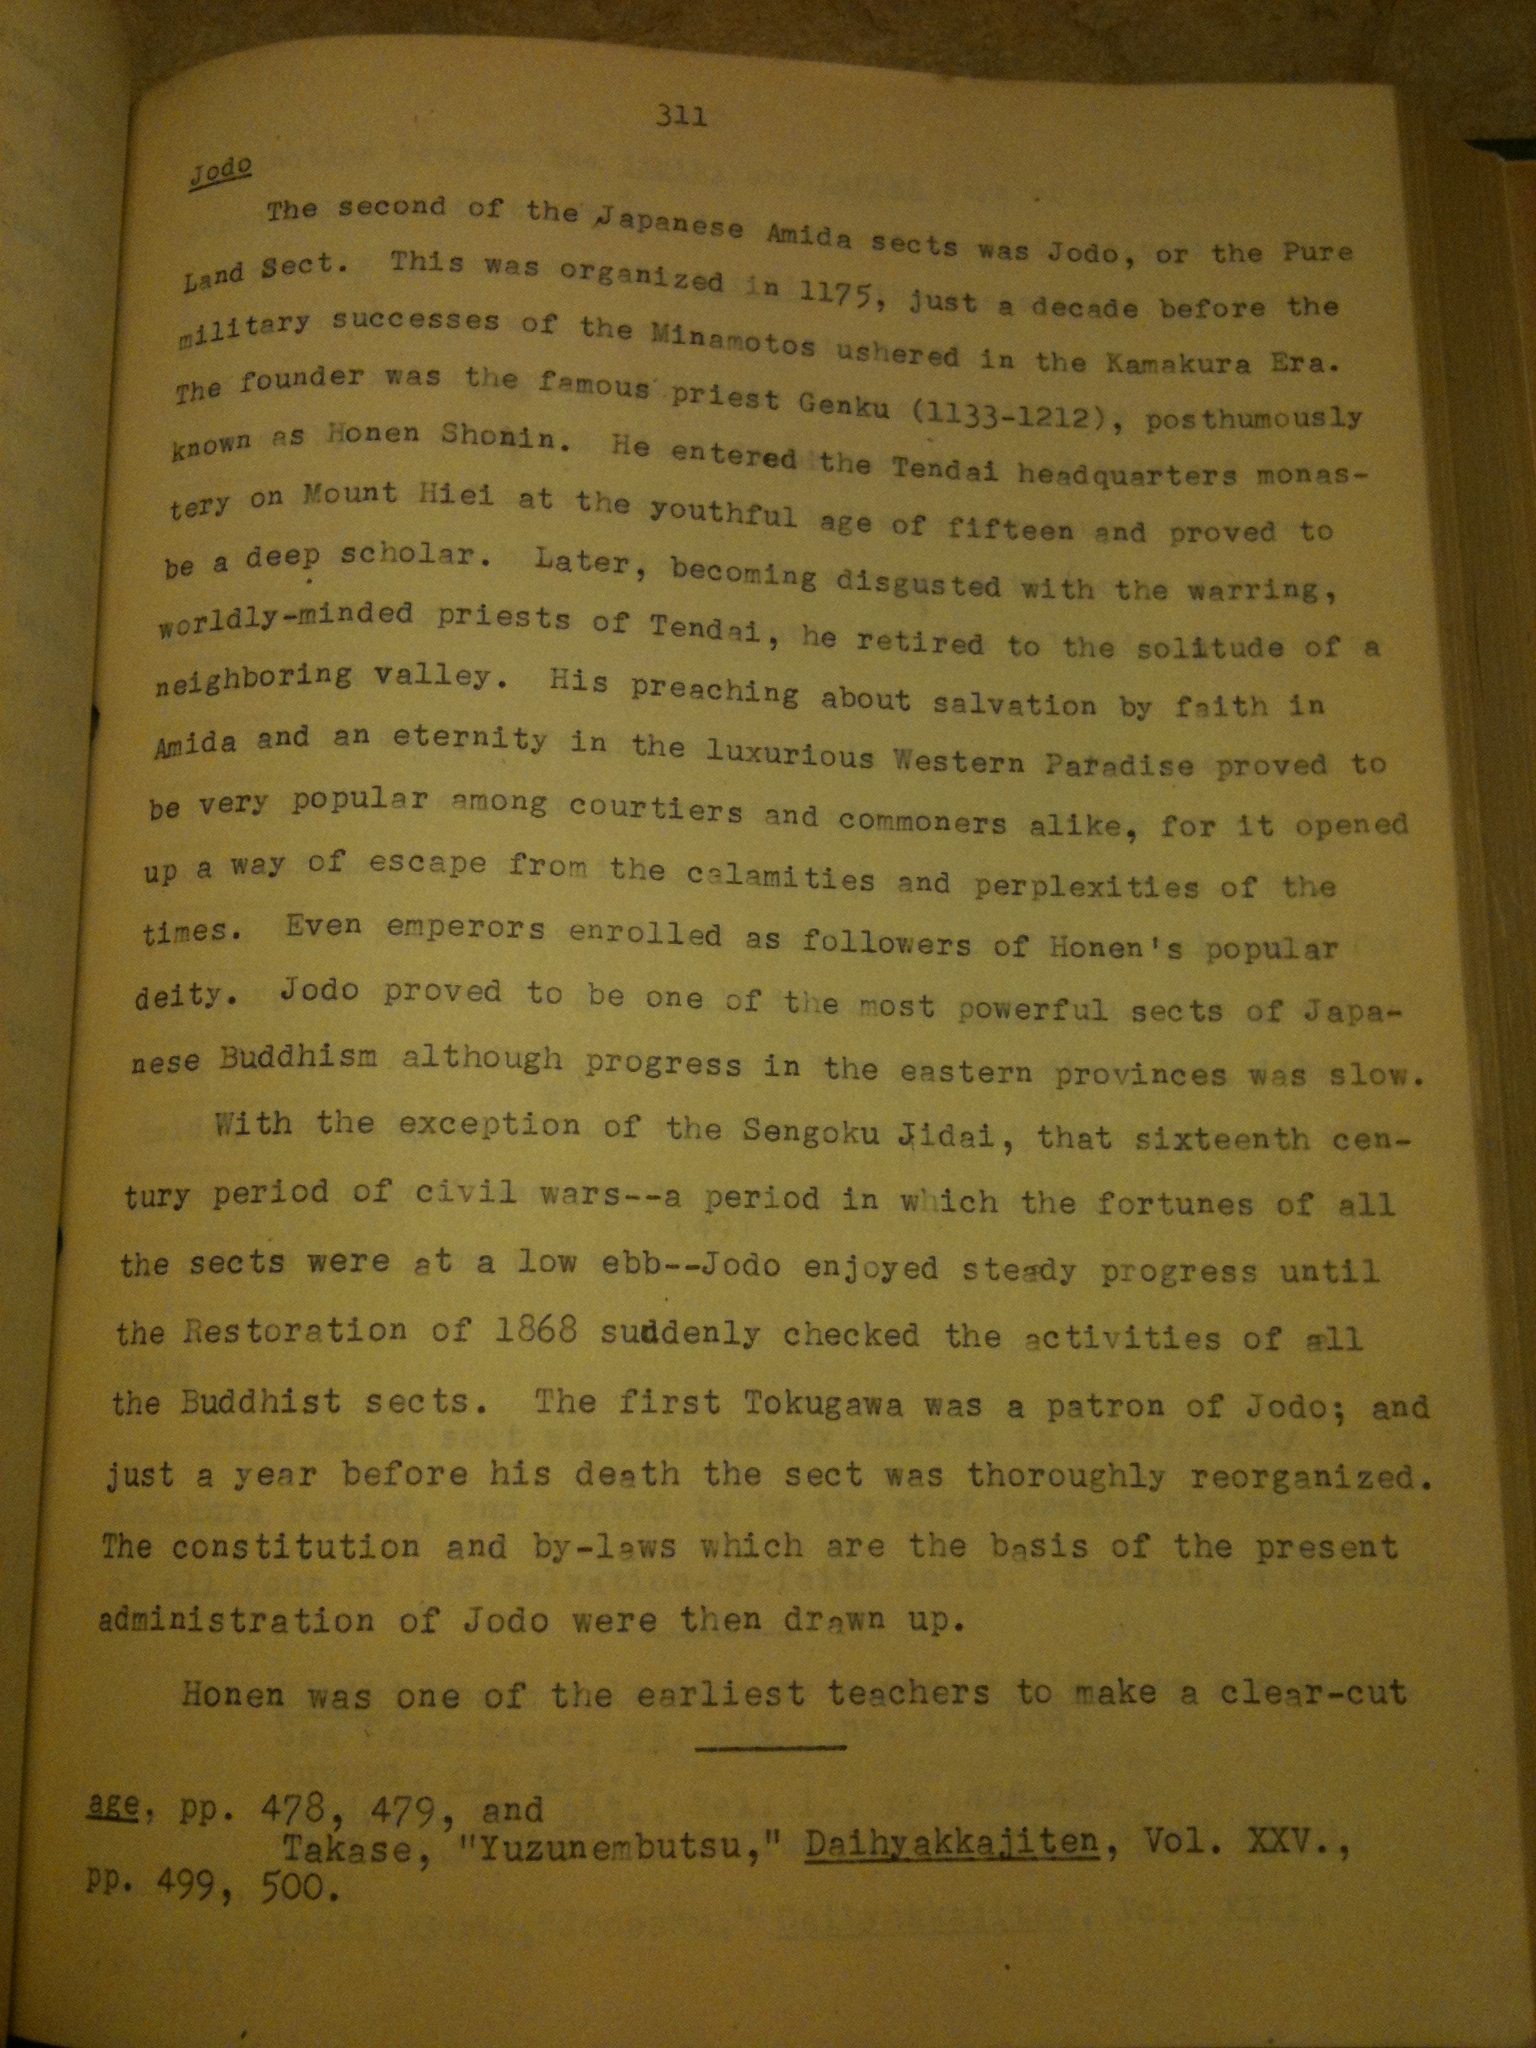 311
Jodo
The second of the Japanese Amida sects was Jodo, or the Pure
Land Sect. This was organized in 1175, just a decade before the
military successes of the Minamotos ushered in the Kamakura Era.
The founder was the famous priest Genku (1133-1212), posthumously
known as Honen Shonin. He entered the Tendai headquarters monas-
tery on Mount Hiei at the youthful age of fifteen and proved to
be a deep scholar. Later, becoming disgusted with the warring,
worldly-minded priests of Tendai, he retired to the solitude of a
neighboring valley. His preaching about salvation by faith in
Amida and an eternity in the luxurious Western Paradise proved to
be very popular among courtiers and commoners alike, for it opened
up a way of escape from the calamities and perplexities of the
times. Even emperors enrolled as followers of Honen's popular
deity. Jodo proved to be one of the most powerful sects of Japa-
nese Buddhism although progress in the eastern provinces was slow.
With the exception of the Sengoku Jidai, that sixteenth cen-
tury period of civil wars--a period in which the fortunes of all
the sects were at a low ebb--Jodo enjoyed steady progress until
the Restoration of 1868 suddenly checked the activities of all
the Buddhist sects. The first Tokugawa was a patron of Jodo; and
just a year before his death the sect was thoroughly reorganized.
The constitution and by-laws which are the basis of the present
administration of Jodo were then drawn up.
Honen was one of the earliest teachers to make a clear-cut
age, pp. 478, 479, and
Takase, "Yuzunembutsu," Daihyakkajiten, Vol. XXV.,
pp. 499, 500.